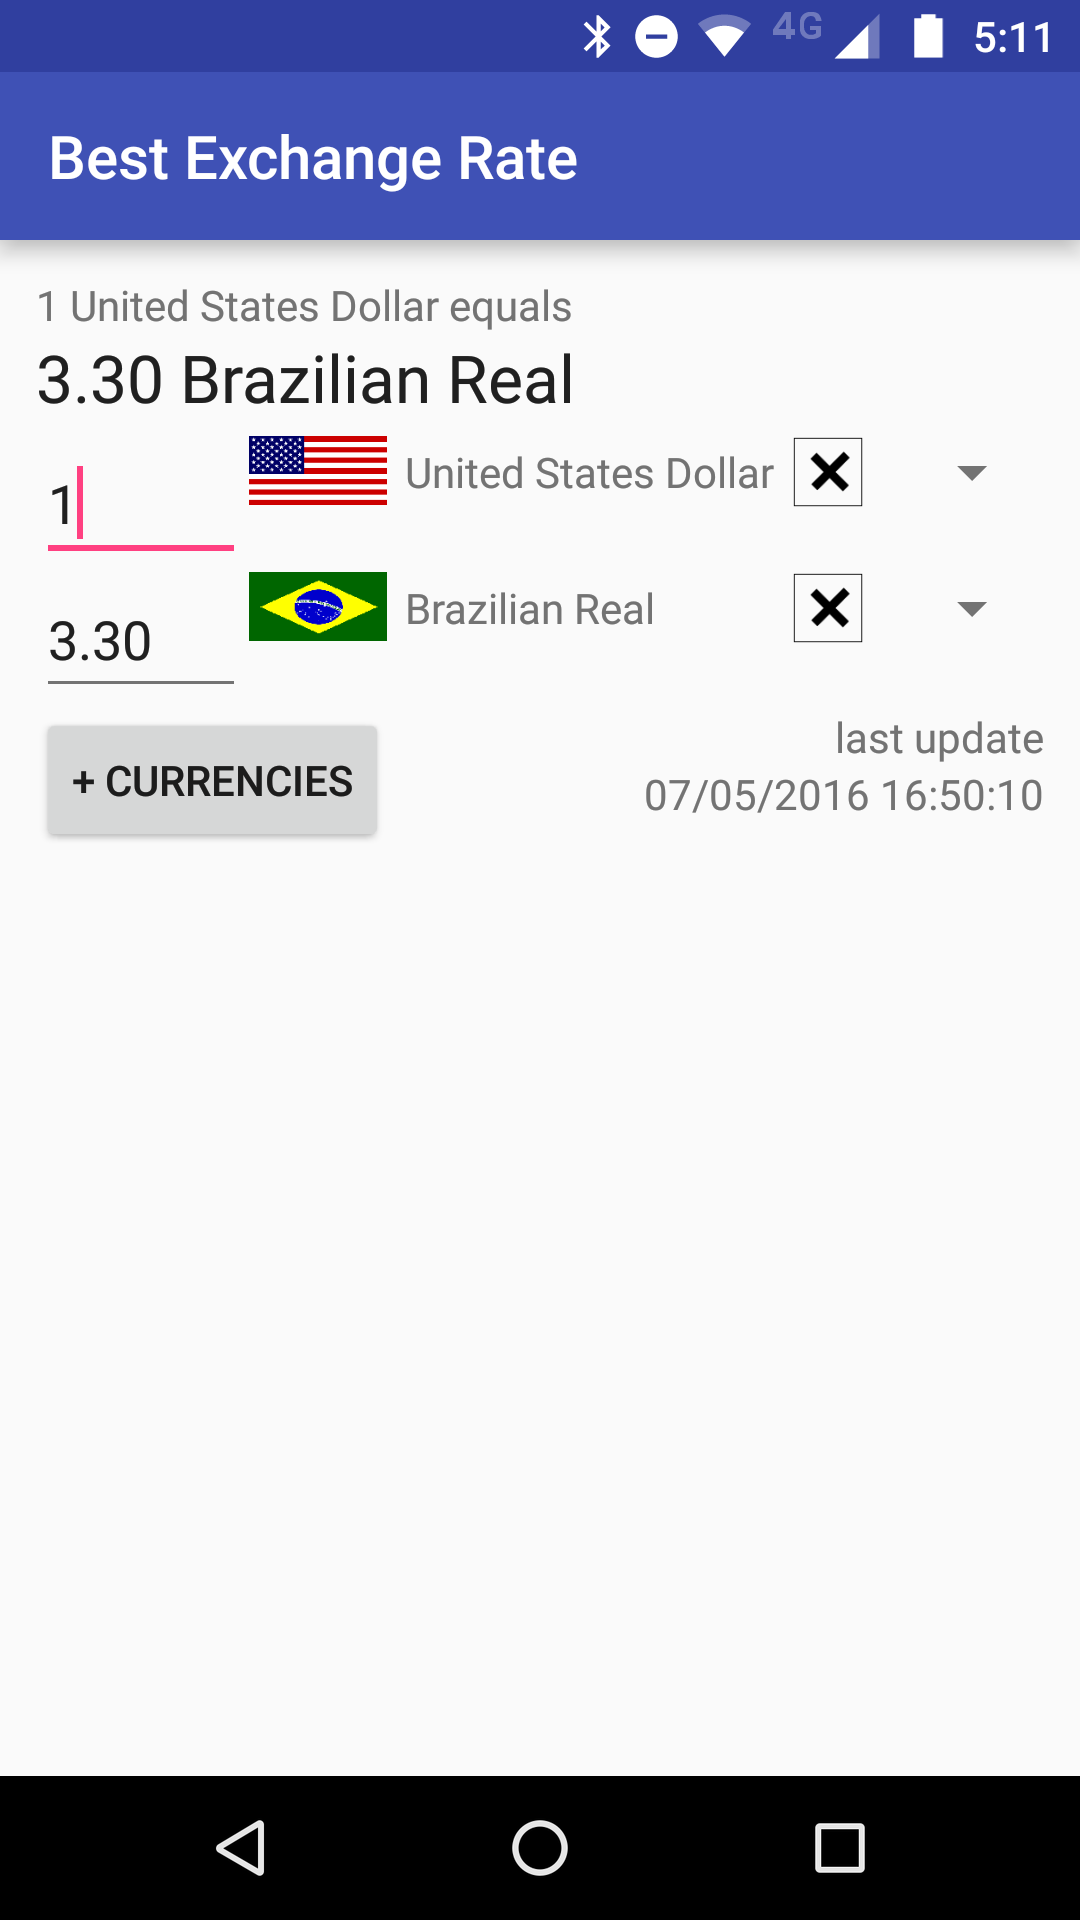 4G 5:11
Best Exchange Rate
1 United States Dollar equals
3.30 Brazilian Real
1 United States Dollar
3.30 Brazilian Real
+ CURRENCIES
last update
07/05/2016 16:50:10